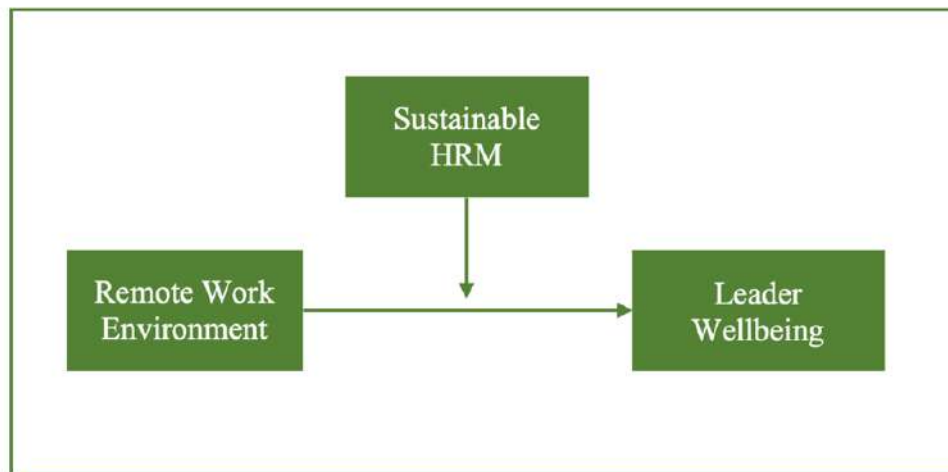 Sustainable
HRM
Remote Work
Environment
Leader
Wellbeing